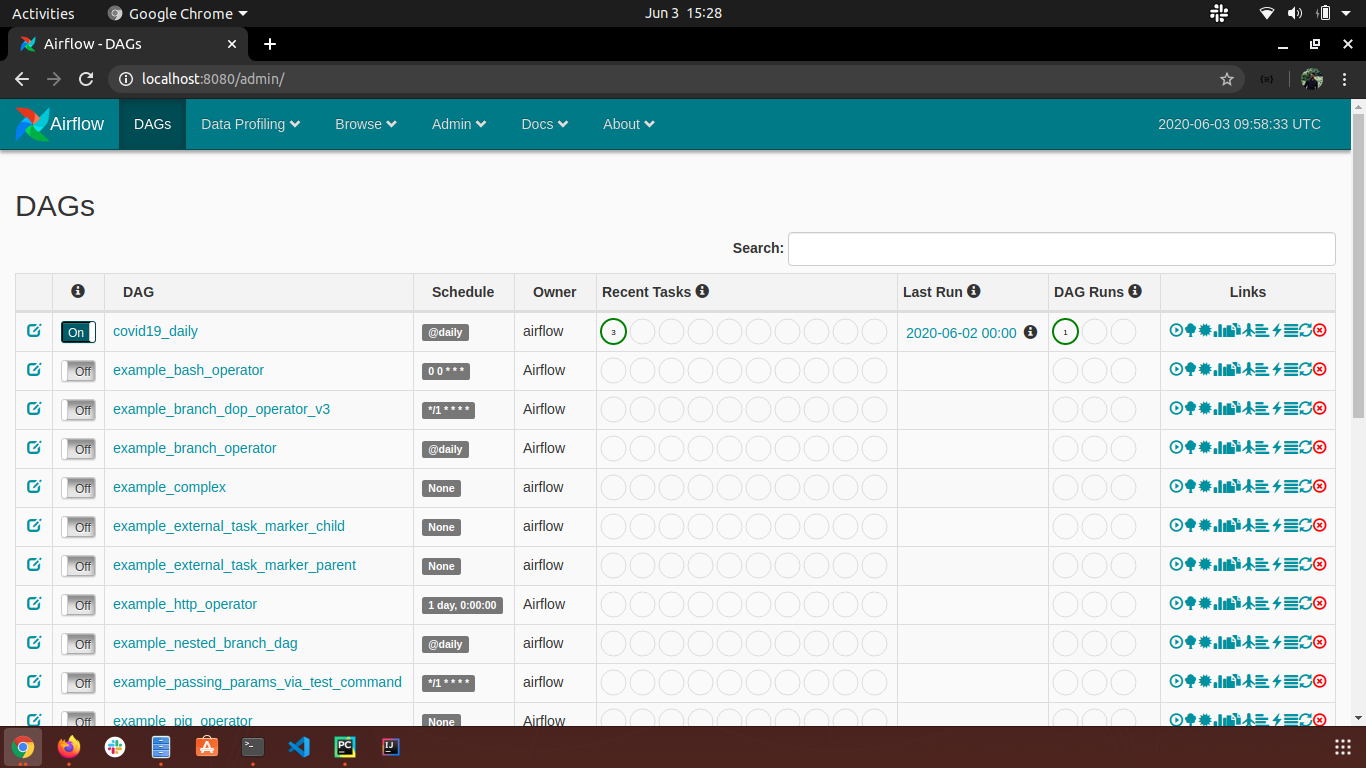 Activities Google Chrome Jun 3 15:28
Airflow - DAGs
localhost:8080/admin/
Airflow DAGs Data Profiling Browse Admin Docs About 2020-06-03 09:58:33 UTC
DAGs
Search:
DAG Schedule Owner Recent Tasks Last Run DAG Runs Links
On covid19_daily @daily airflow 3 2020-06-02 00:00 1
Off example_bash_operator 0 0 * * * Airflow
Off example_branch_dop_operator_v3 */1 * * * * Airflow
Off example_branch_operator @daily Airflow
Off example_complex None airflow
Off example_external_task_marker_child None airflow
Off example_external_task_marker_parent None airflow
Off example_http_operator 1 day, 0:00:00 Airflow
Off example_nested_branch_dag @daily airflow
Off example_passing_params_via_test_command */1 * * * * airflow
Off example_pig_operator None Airflow
PC IJ